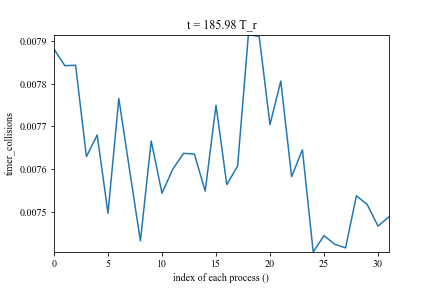 t = 185.98 T_r
0.0079
0.0078
0.0077
0.0076
0.0075
timer_collisions
0 5 10 15 20 25 30
index of each process ()